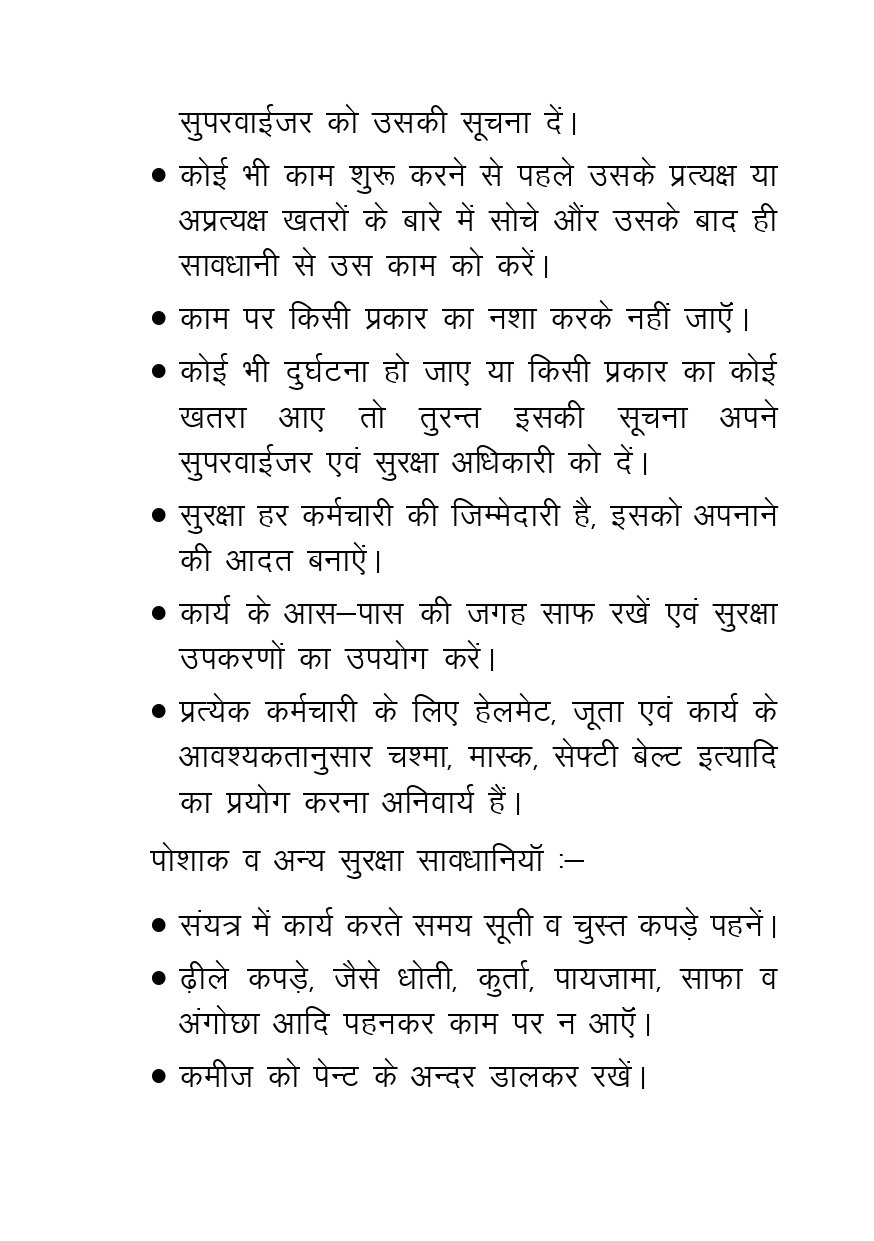 सुपरवाईजर को उसकी सूचना दें।
• कोई भी काम शुरू करने से पहले उसके प्रत्यक्ष या
अप्रत्यक्ष खतरों के बारे में सोचे औंर उसके बाद ही
सावधानी से उस काम को करें।
• काम पर किसी प्रकार का नशा करके नहीं जाएॅं।
• कोई भी दुर्घटना हो जाए या किसी प्रकार का कोई
खतरा आए तो तुरन्त इसकी सूचना अपने
सुपरवाईजर एवं सुरक्षा अधिकारी को दें।
• सुरक्षा हर कर्मचारी की जिम्मेदारी है, इसको अपनाने
की आदत बनाऐं।
• कार्य के आस–पास की जगह साफ रखें एवं सुरक्षा
उपकरणों का उपयोग करें।
• प्रत्येक कर्मचारी के लिए हेलमेट, जूता एवं कार्य के
आवश्यकतानुसार चश्मा, मास्क, सेफ्टी बेल्ट इत्यादि
का प्रयोग करना अनिवार्य हैं।
पोशाक व अन्य सुरक्षा सावधानियॉ :–
• संयत्र में कार्य करते समय सूती व चुस्त कपड़े पहनें।
• ढ़ीले कपड़े, जैसे धोती, कुर्ता, पायजामा, साफा व
अंगोछा आदि पहनकर काम पर न आएॅं।
• कमीज को पेन्ट के अन्दर डालकर रखें।